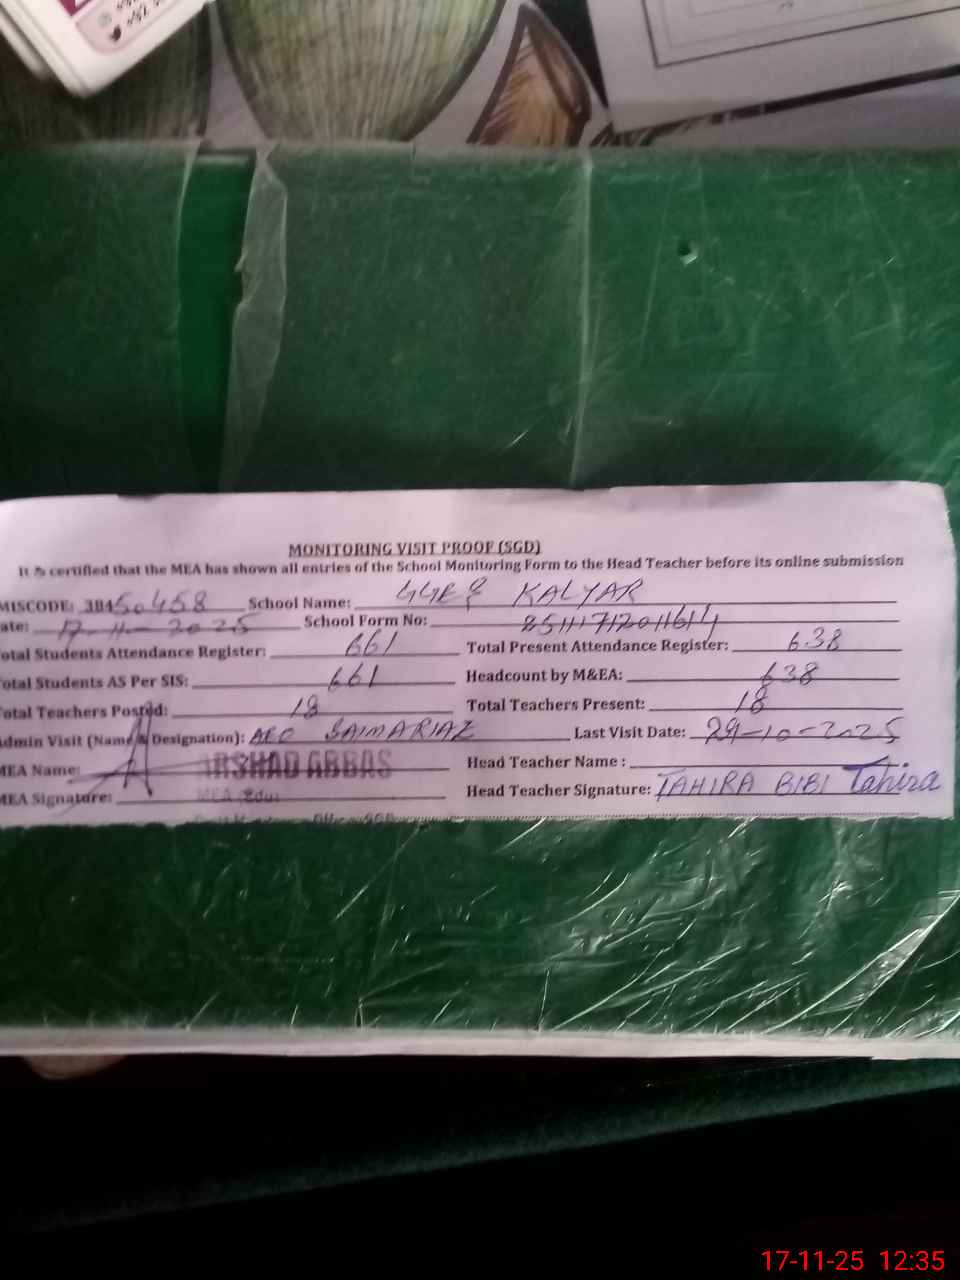 MONITORING VISIT PROOF (SGD)
It is certified that the MEA has shown all entries of the School Monitoring Form to the Head Teacher before its online submission
MISCODE: 38450458 School Name: GGES KALYAR
ate: 17-11-2025 School Form No:
otal Students Attendance Register: 661 Total Present Attendance Register: 638
otal Students AS Per SIS: 661 Headcount by M&EA: 638
otal Teachers Posted: 18 Total Teachers Present: 18
dmin Visit (Name & Designation): AEO SAIMARIAZ Last Visit Date: 29-10-2025
MEA Name: ARSHAD ABBAS Head Teacher Name :
MEA Signature: MEA (Edu) Head Teacher Signature: TAHIRA BIBI Tahira
17-11-25 12:35